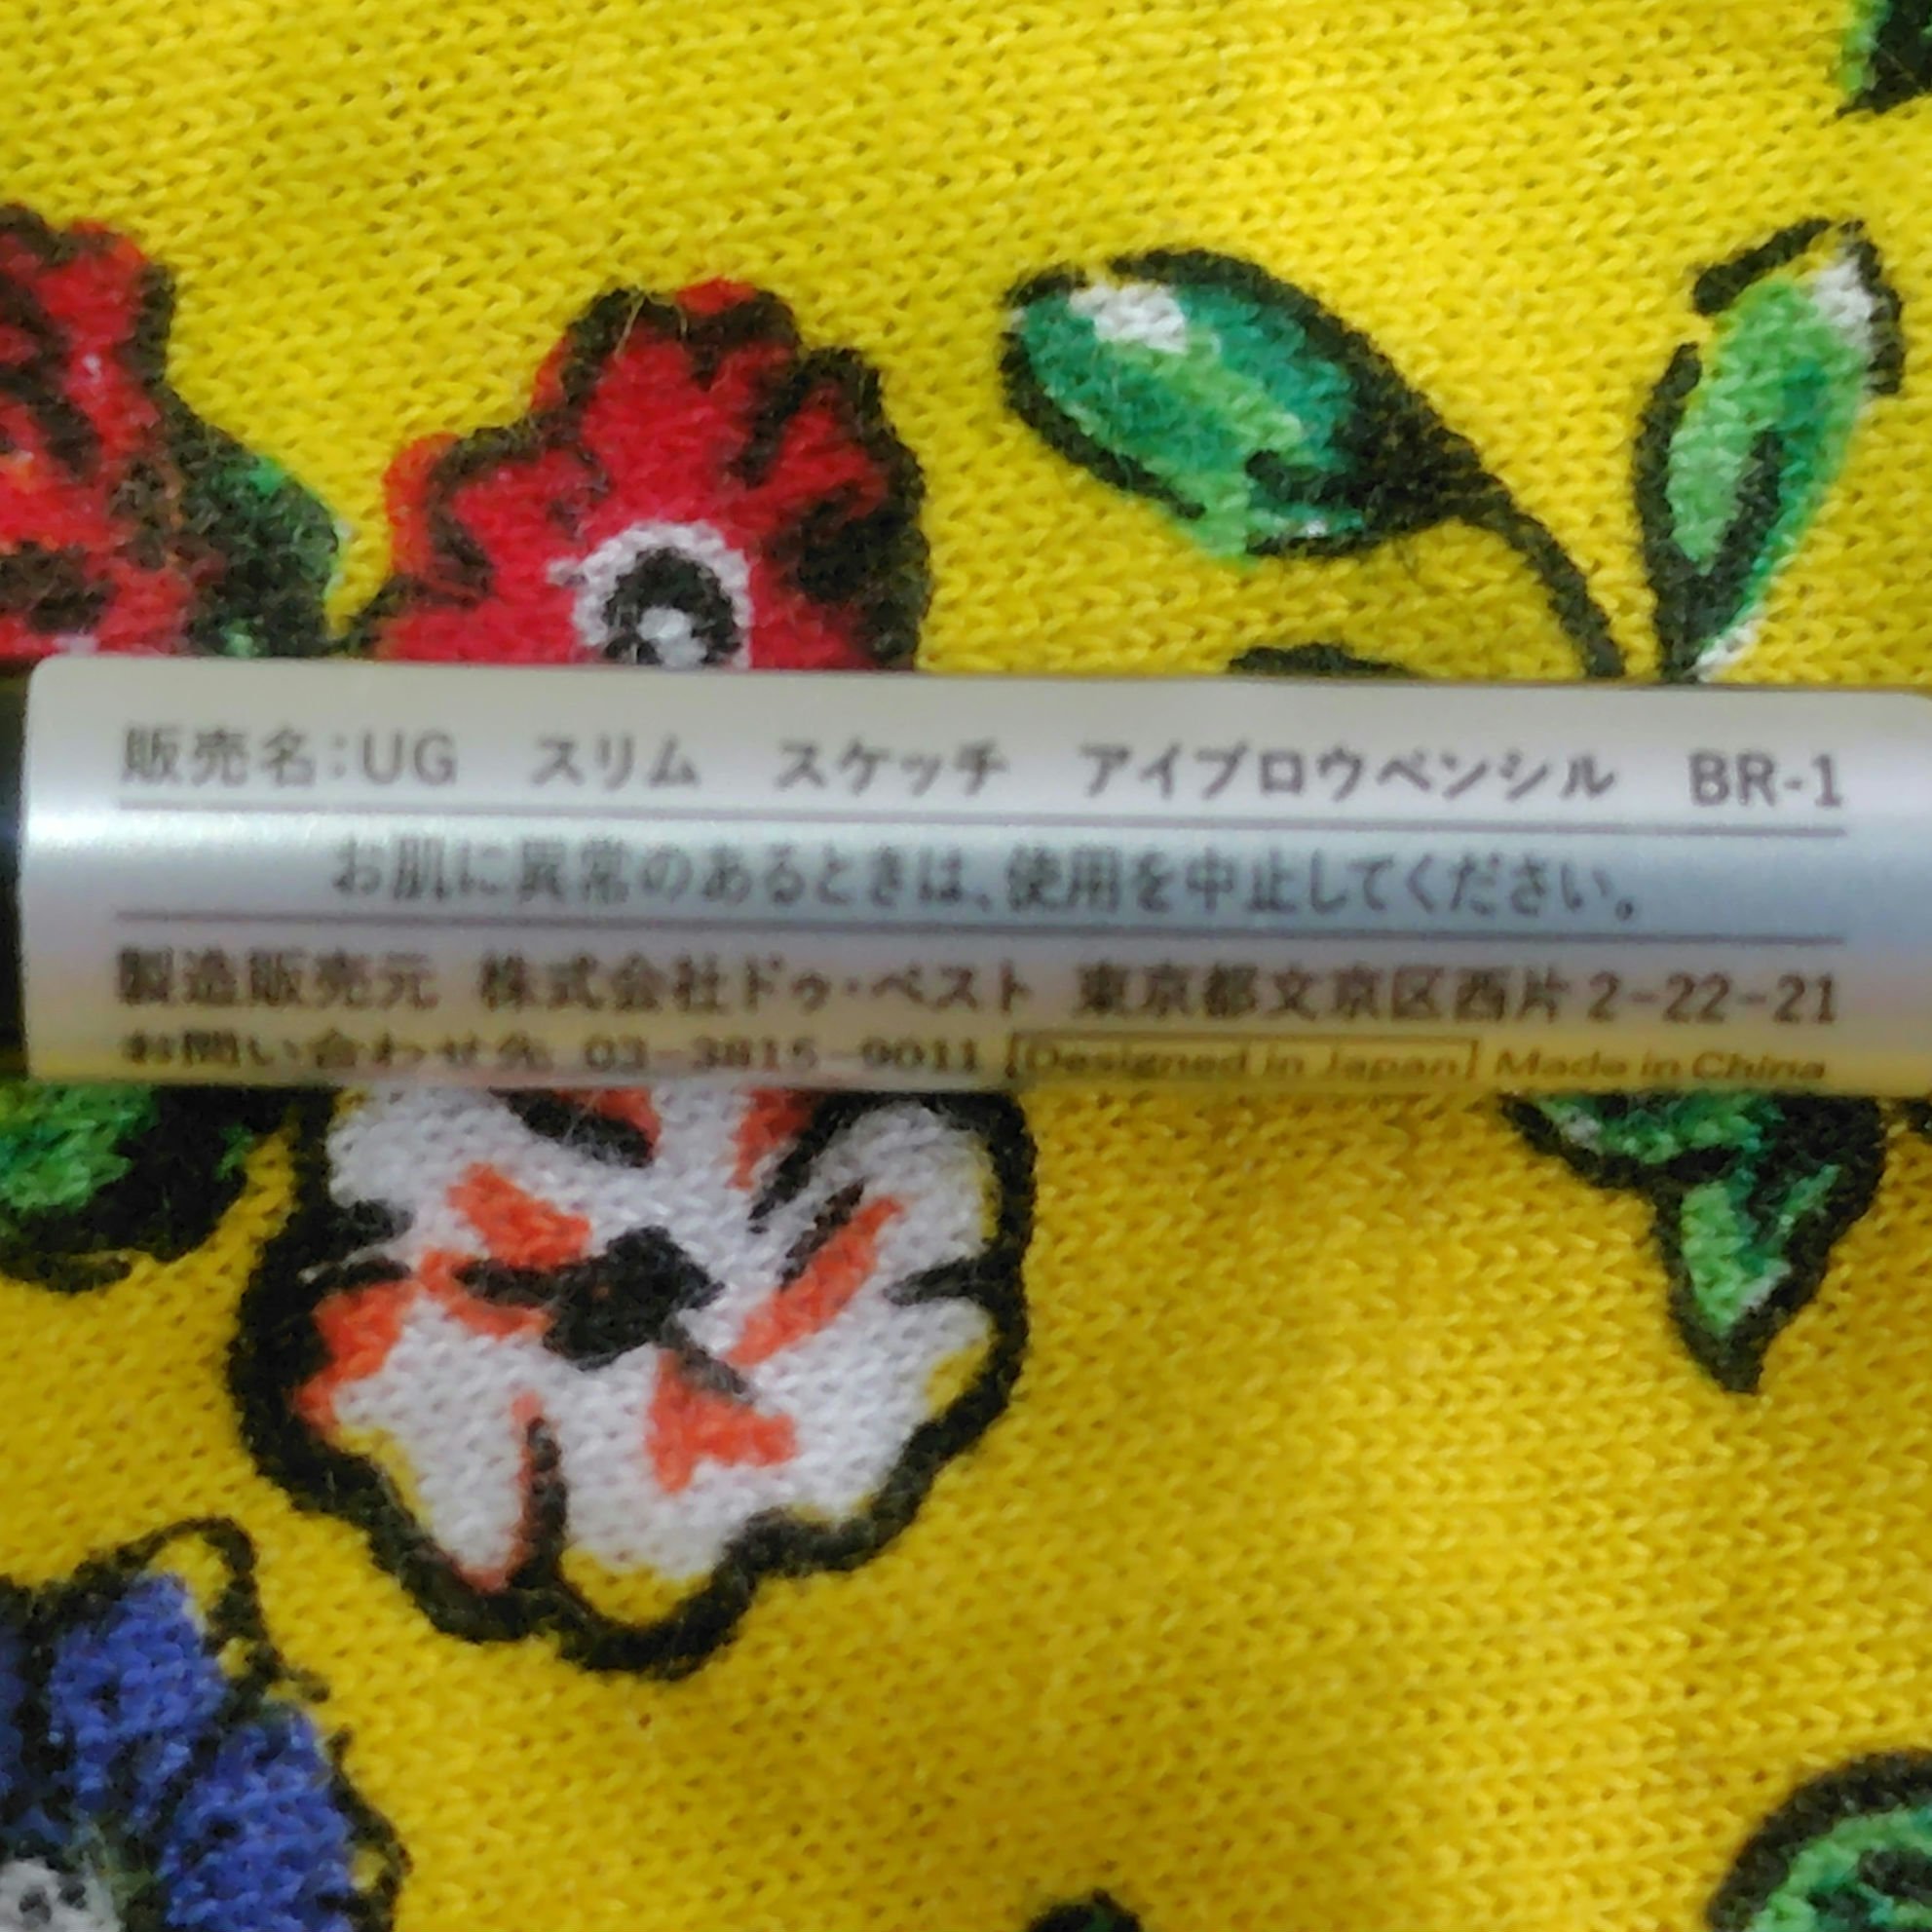 販売名：UG　スリム　スケッチ　アイブロウペンシル　BR-1
お肌に異常のあるときは、使用を中止してください。
製造販売元 株式会社ドゥ・ベスト 東京都文京区西片2-22-21
お問い合わせ先 03-3815-9011 Designed in Japan Made in China